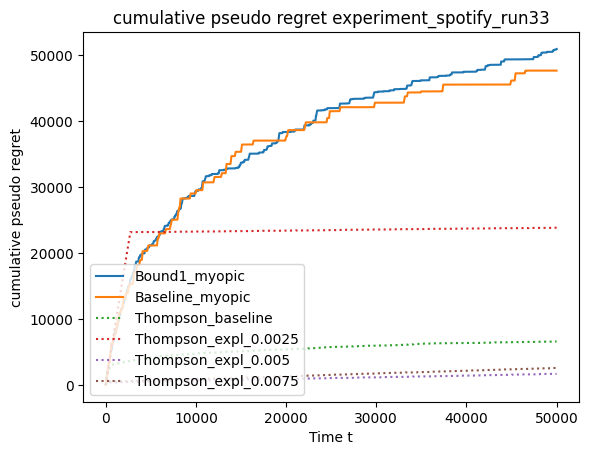 cumulative pseudo regret experiment_spotify_run33
cumulative pseudo regret
50000
40000
30000
20000
10000
0
Bound1_myopic
Baseline_myopic
Thompson_baseline
Thompson_expl_0.0025
Thompson_expl_0.005
Thompson_expl_0.0075
0 10000 20000 30000 40000 50000
Time t